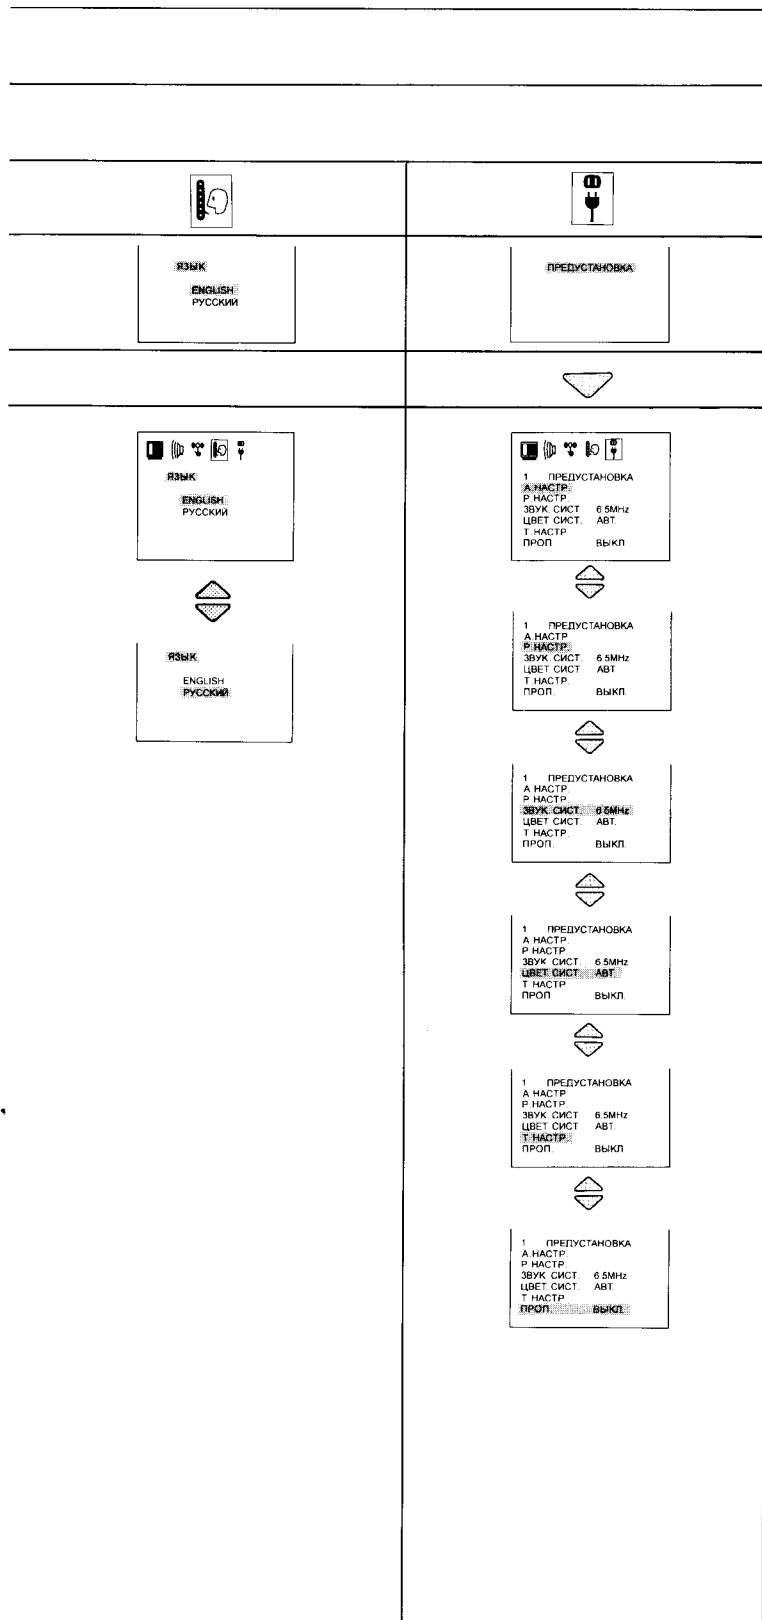 ЯЗЫК
ENGLISH
РУССКИЙ
ПРЕДУСТАНОВКА
ЯЗЫК
ENGLISH
РУССКИЙ
ЯЗЫК
ENGLISH
РУССКИЙ
1 ПРЕДУСТАНОВКА
А.НАСТР.
Р.НАСТР.
ЗВУК. СИСТ 6 5MHz
ЦВЕТ СИСТ. АВТ.
Т.НАСТР
ПРОП ВЫКЛ
1 ПРЕДУСТАНОВКА
А.НАСТР
Р.НАСТР.
ЗВУК. СИСТ. 6 5MHz
ЦВЕТ СИСТ АВТ
Т.НАСТР.
ПРОП. ВЫКЛ.
1 ПРЕДУСТАНОВКА
А НАСТР.
Р НАСТР.
ЗВУК. СИСТ. 6 5MHz
ЦВЕТ СИСТ. АВТ.
Т НАСТР.
ПРОП. ВЫКЛ.
1 ПРЕДУСТАНОВКА
А НАСТР.
Р НАСТР.
ЗВУК СИСТ. 6 5MHz
ЦВЕТ СИСТ. АВТ.
Т НАСТР
ПРОП ВЫКЛ.
1 ПРЕДУСТАНОВКА
А НАСТР
Р.НАСТР.
ЗВУК. СИСТ 6.5MHz
ЦВЕТ СИСТ АВТ.
Т НАСТР.
ПРОП. ВЫКЛ
1 ПРЕДУСТАНОВКА
А.НАСТР.
Р НАСТР.
ЗВУК СИСТ. 6 5MHz
ЦВЕТ СИСТ. АВТ.
Т НАСТР
ПРОП. ВЫКЛ.